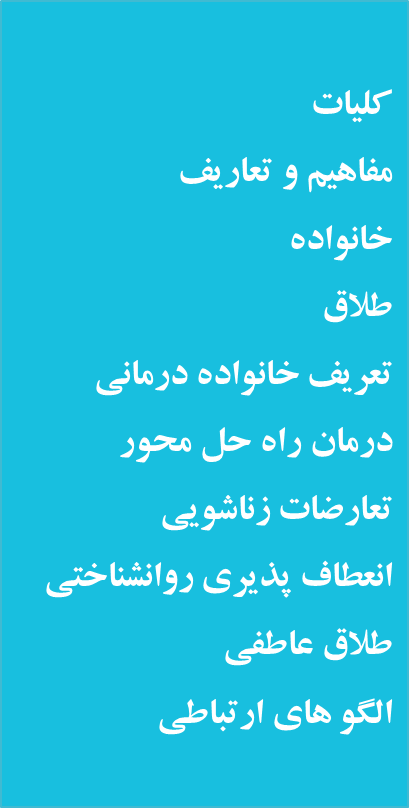 کلیات
مفاهیم و تعاریف
خانواده
طلاق
تعریف خانواده درمانی
درمان راه حل محور
تعارضات زناشویی
انعطاف پذیری روانشناختی
طلاق عاطفی
الگو های ارتباطی